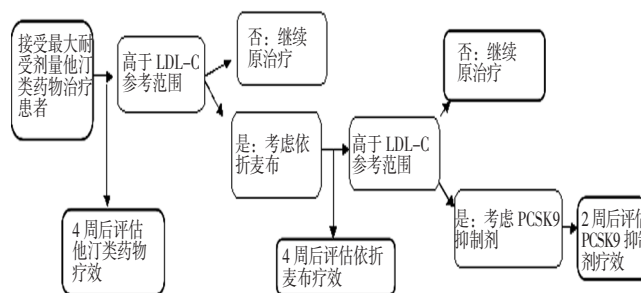 接受最大耐
受剂量他汀
类药物治疗
患者
高于 LDL-C
参考范围
否：继续
原治疗
是：考虑依
折麦布
高于 LDL-C
参考范围
否：继续
原治疗
是：考虑 PCSK9
抑制剂
2 周后评估
PCSK9 抑制
剂疗效
4 周后评估
他汀类药物
疗效
4 周后评估依折
麦布疗效